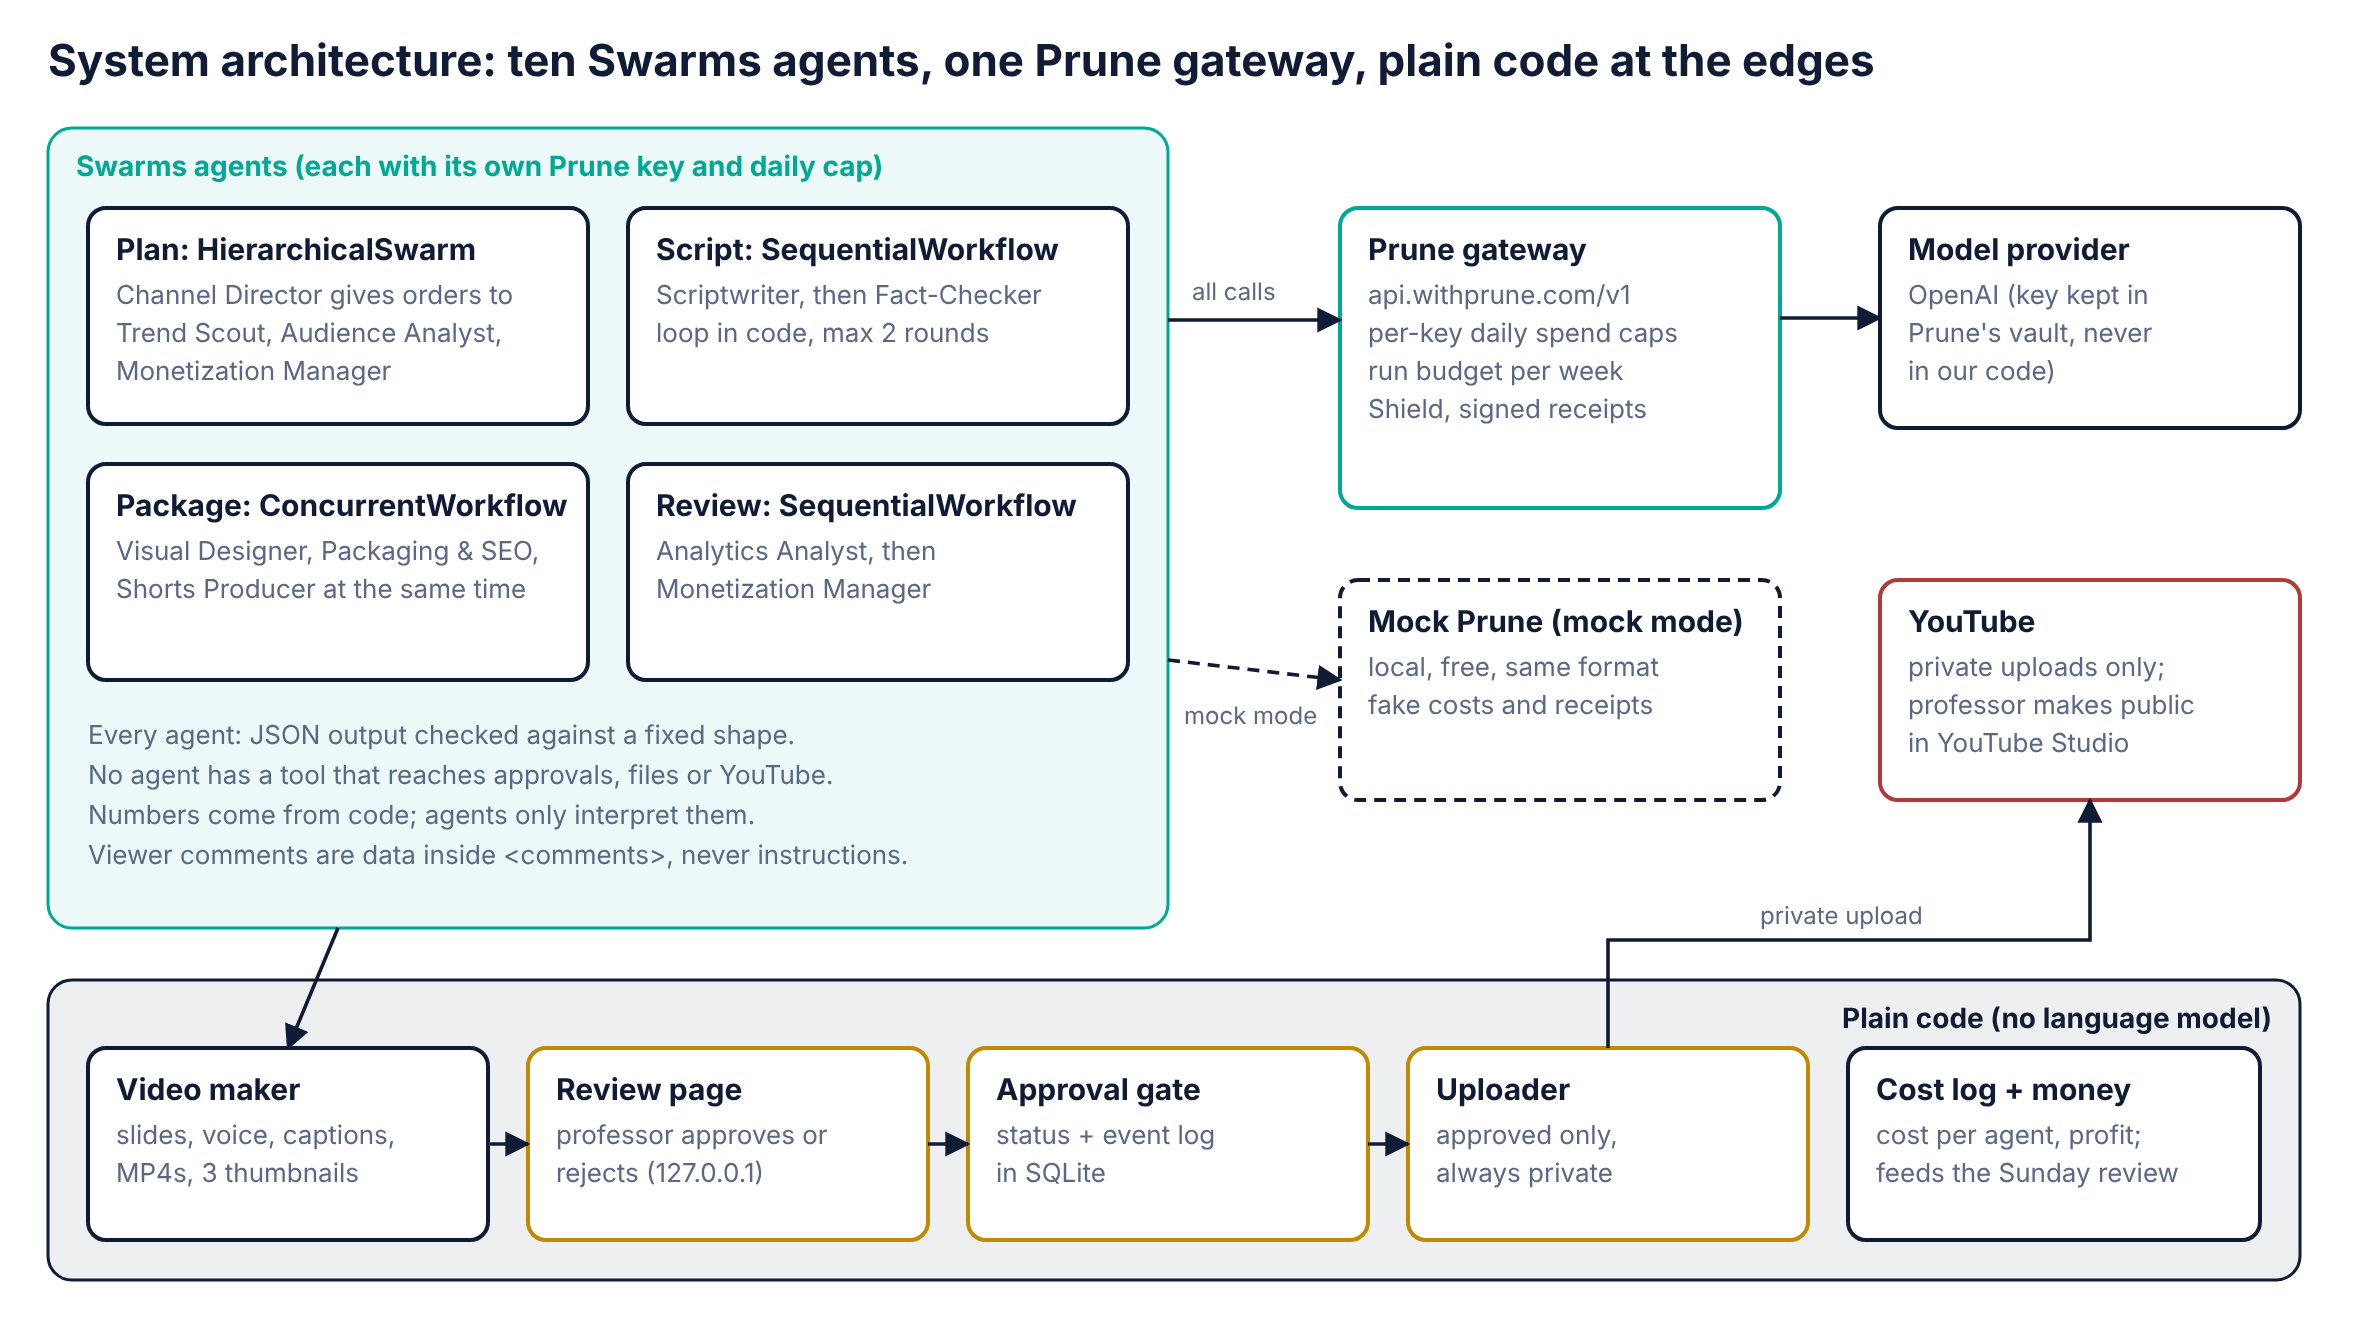 System architecture: ten Swarms agents, one Prune gateway, plain code at the edges
Swarms agents (each with its own Prune key and daily cap)
Plan: HierarchicalSwarm
Channel Director gives orders to
Trend Scout, Audience Analyst,
Monetization Manager
Script: SequentialWorkflow
Scriptwriter, then Fact-Checker
loop in code, max 2 rounds
Package: ConcurrentWorkflow
Visual Designer, Packaging & SEO,
Shorts Producer at the same time
Review: SequentialWorkflow
Analytics Analyst, then
Monetization Manager
Every agent: JSON output checked against a fixed shape.
No agent has a tool that reaches approvals, files or YouTube.
Numbers come from code; agents only interpret them.
Viewer comments are data inside <comments>, never instructions.
all calls
Prune gateway
api.withprune.com/v1
per-key daily spend caps
run budget per week
Shield, signed receipts
Model provider
OpenAI (key kept in
Prune's vault, never
in our code)
mock mode
Mock Prune (mock mode)
local, free, same format
fake costs and receipts
YouTube
private uploads only;
professor makes public
in YouTube Studio
private upload
Plain code (no language model)
Video maker
slides, voice, captions,
MP4s, 3 thumbnails
Review page
professor approves or
rejects (127.0.0.1)
Approval gate
status + event log
in SQLite
Uploader
approved only,
always private
Cost log + money
cost per agent, profit;
feeds the Sunday review